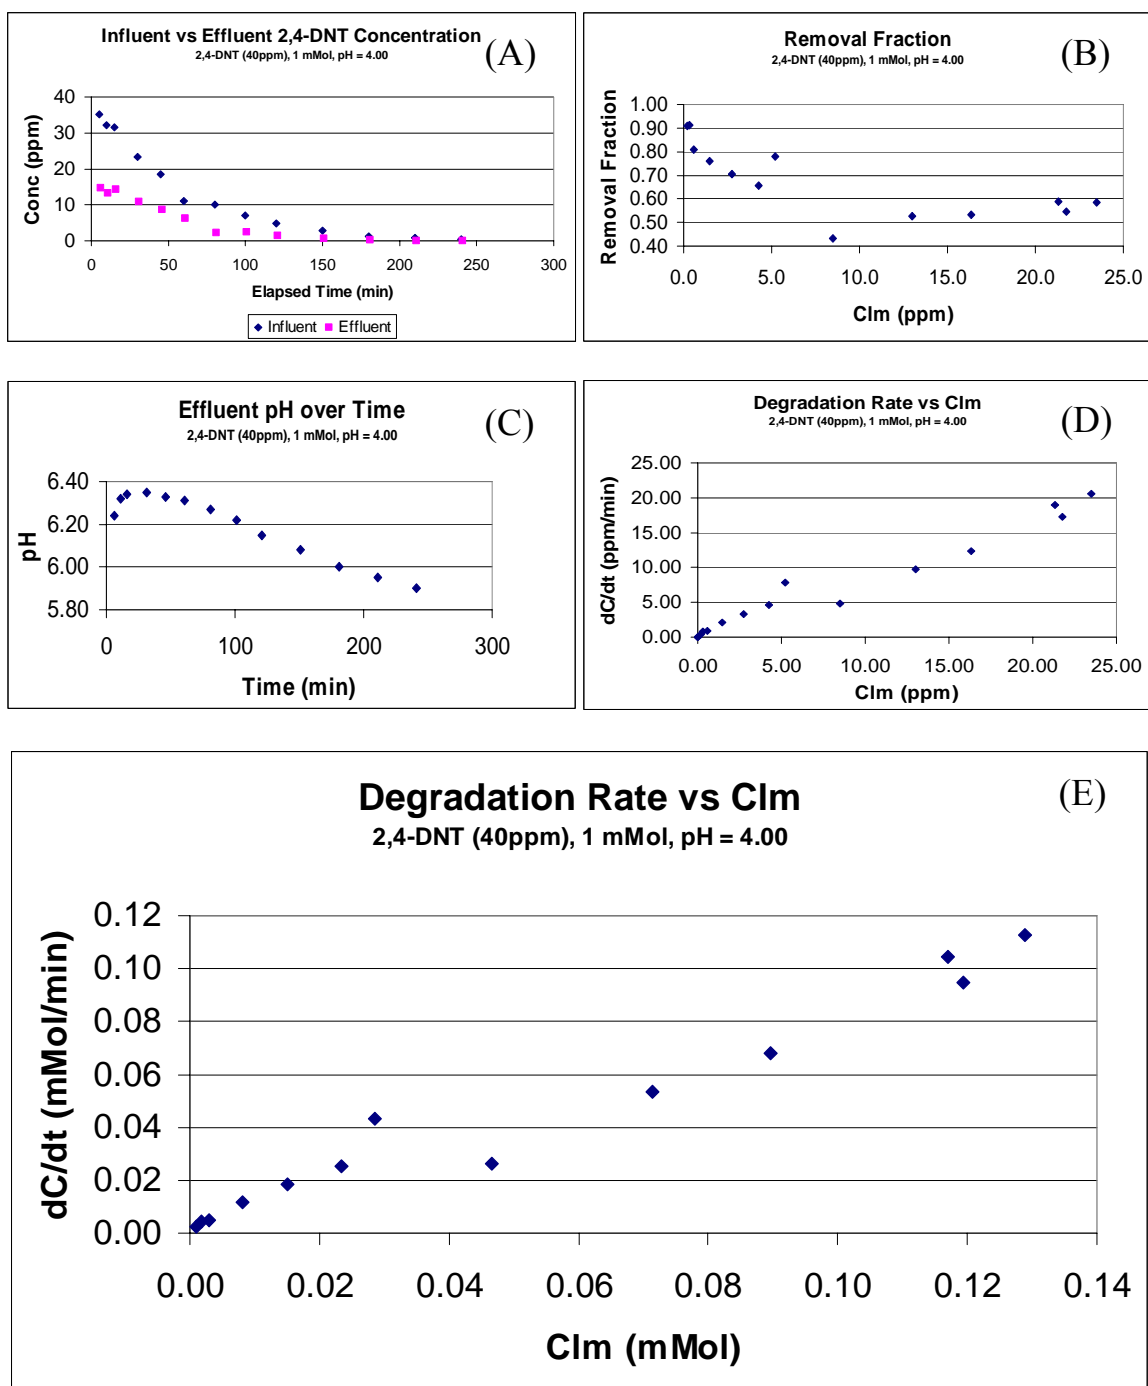 Influent vs Effluent 2,4-DNT Concentration
2,4-DNT (40ppm), 1 mMol, pH = 4.00
(A)
Conc (ppm)
40
30
20
10
0
0 50 100 150 200 250 300
Elapsed Time (min)
Influent Effluent
Removal Fraction
2,4-DNT (40ppm), 1 mMol, pH = 4.00
(B)
Removal Fraction
1.00
0.90
0.80
0.70
0.60
0.50
0.40
0.0 5.0 10.0 15.0 20.0 25.0
Clm (ppm)
Effluent pH over Time
2,4-DNT (40ppm), 1 mMol, pH = 4.00
(C)
pH
6.40
6.20
6.00
5.80
0 100 200 300
Time (min)
Degradation Rate vs Clm
2,4-DNT (40ppm), 1 mMol, pH = 4.00
(D)
dC/dt (ppm/min)
25.00
20.00
15.00
10.00
5.00
0.00
0.00 5.00 10.00 15.00 20.00 25.00
Clm (ppm)
Degradation Rate vs Clm
2,4-DNT (40ppm), 1 mMol, pH = 4.00
(E)
dC/dt (mMol/min)
0.12
0.10
0.08
0.06
0.04
0.02
0.00
0.00 0.02 0.04 0.06 0.08 0.10 0.12 0.14
Clm (mMol)